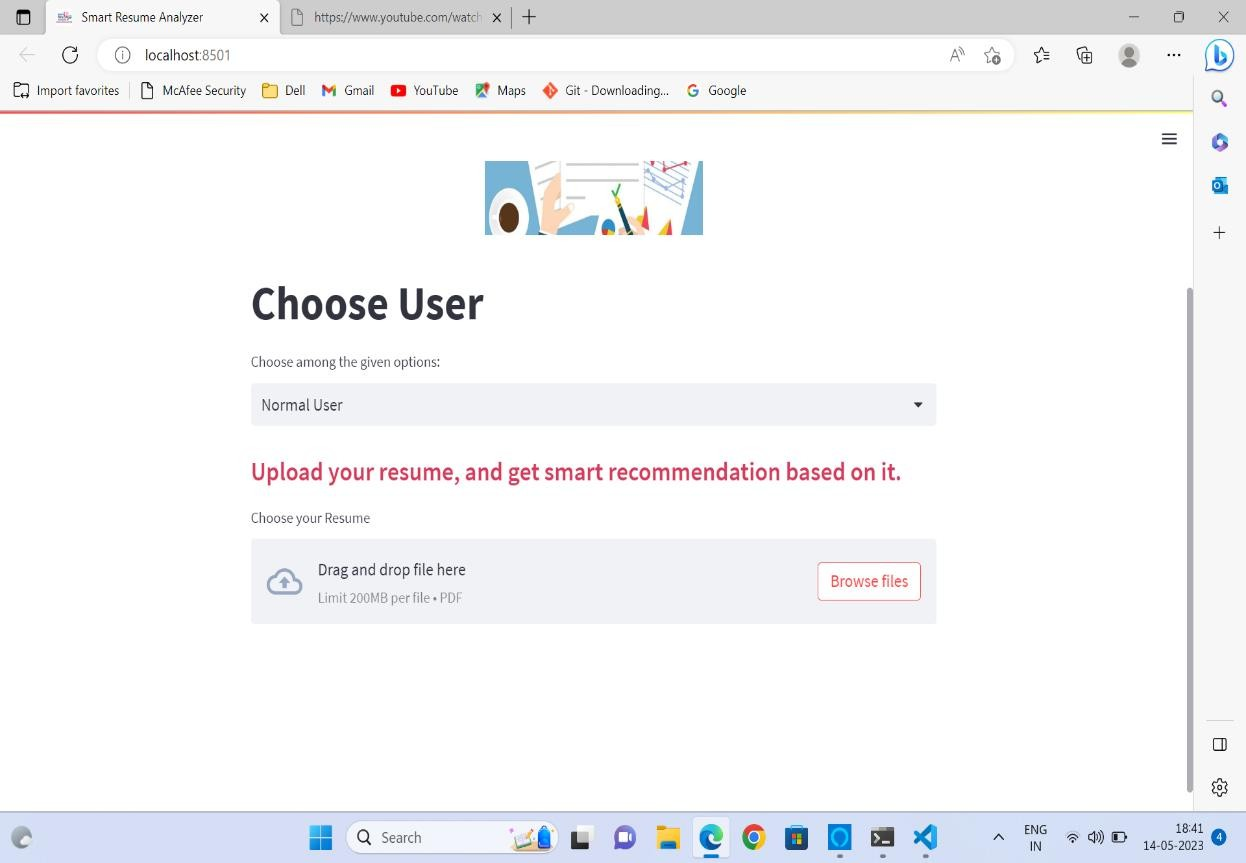 Smart Resume Analyzer
https://www.youtube.com/watch
localhost:8501
Import favorites
McAfee Security
Dell
Gmail
YouTube
Maps
Git - Downloading...
Google
Choose User
Choose among the given options:
Normal User
Upload your resume, and get smart recommendation based on it.
Choose your Resume
Drag and drop file here
Limit 200MB per file • PDF
Browse files
Search
ENG
IN
18:41
14-05-2023
4